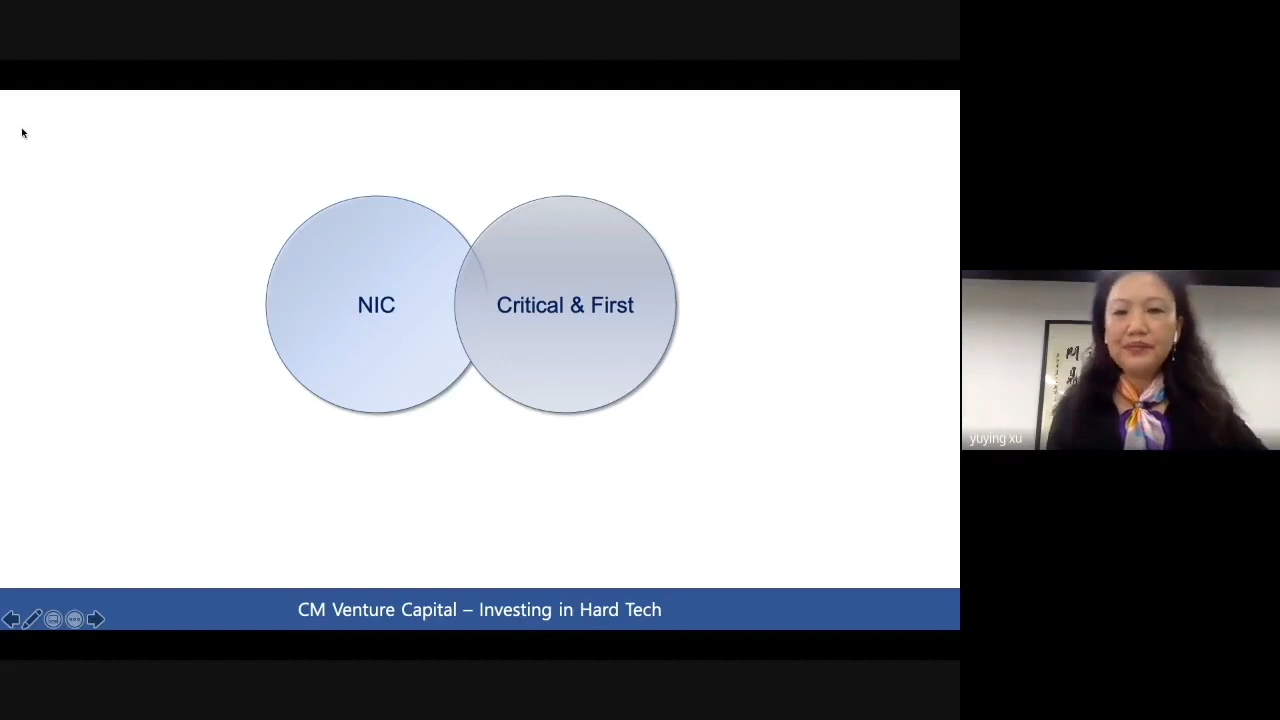 NIC
Critical & First
CM Venture Capital – Investing in Hard Tech
yuying xu